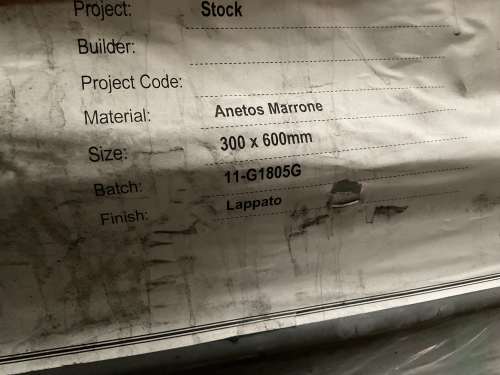 Project: Stock
Builder:
Project Code:
Material: Anetos Marrone
Size: 300 x 600mm
Batch: 11-G1805G
Finish: Lappato